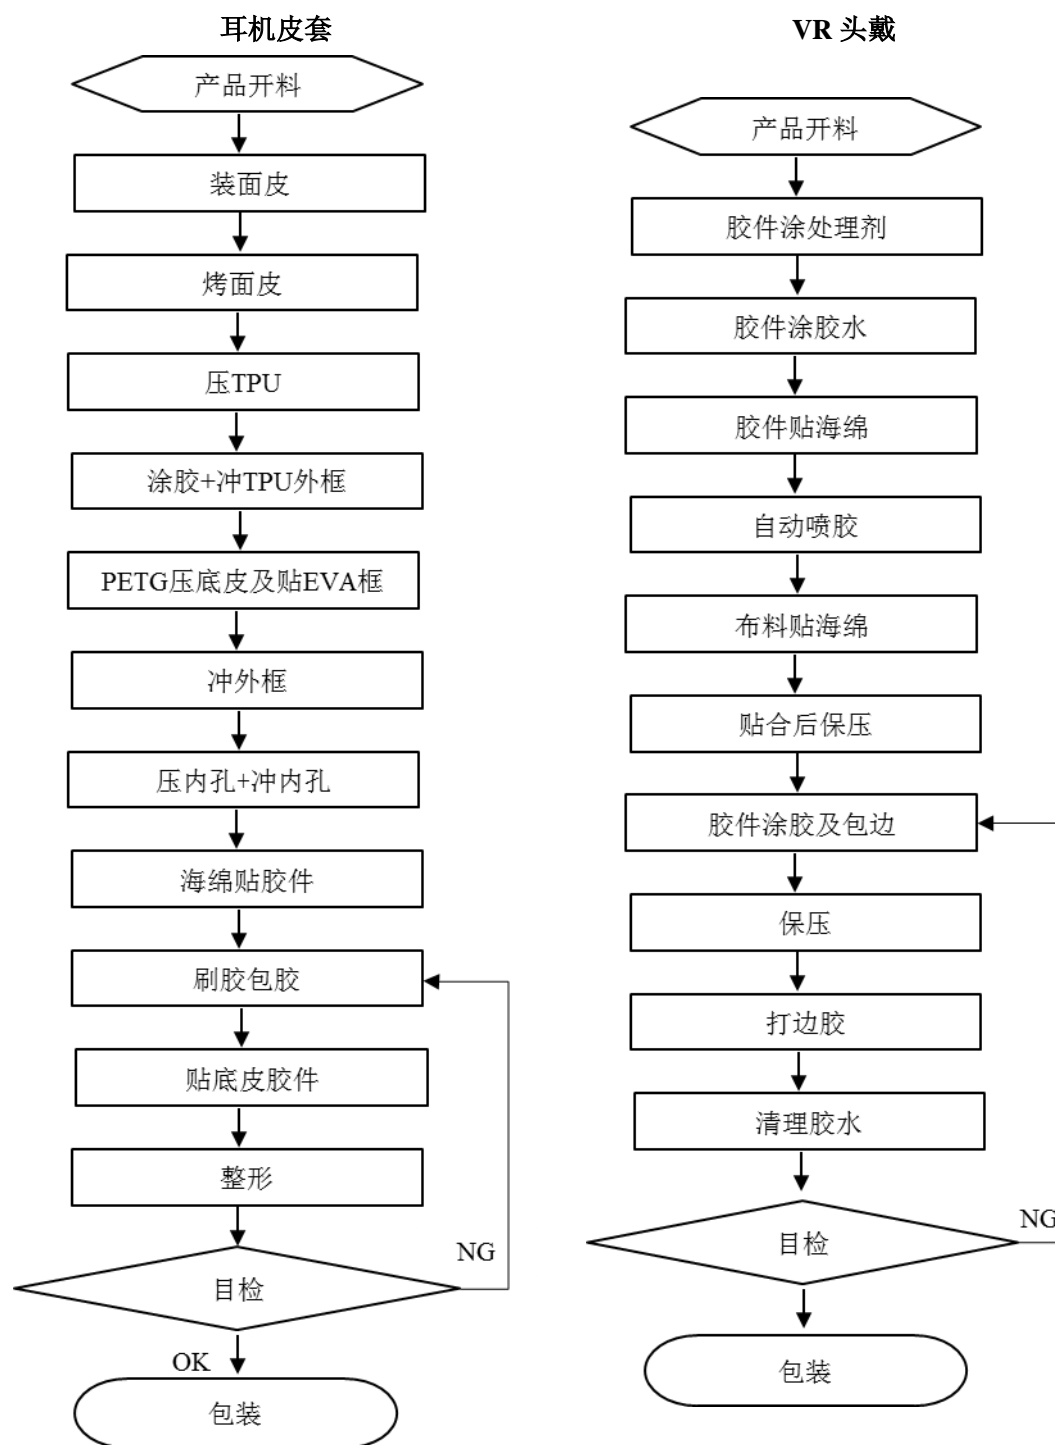 耳机皮套
产品开料
装面皮
烤面皮
压TPU
涂胶+冲TPU外框
PETG压底皮及贴EVA框
冲外框
压内孔+冲内孔
海绵贴胶件
刷胶包胶
贴底皮胶件
整形
目检
NG
OK
包装
VR 头戴
产品开料
胶件涂处理剂
胶件涂胶水
胶件贴海绵
自动喷胶
布料贴海绵
贴合后保压
胶件涂胶及包边
保压
打边胶
清理胶水
目检
NG
包装